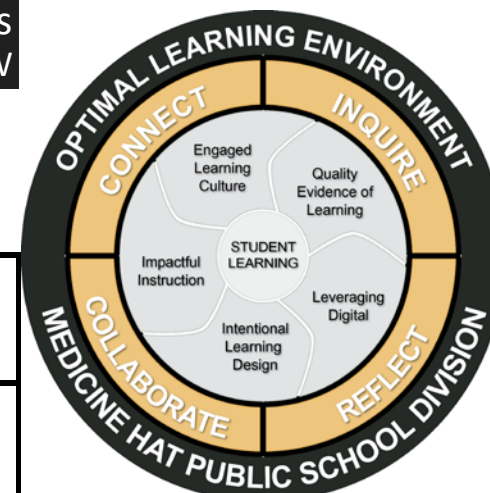 S
W
OPTIMAL LEARNING ENVIRONMENT
CONNECT
INQUIRE
Engaged
Learning
Culture
Quality
Evidence of
Learning
STUDENT
LEARNING
Impactful
Instruction
Leveraging
Digital
Intentional
Learning
Design
COLLABORATE
REFLECT
MEDICINE HAT PUBLIC SCHOOL DIVISION